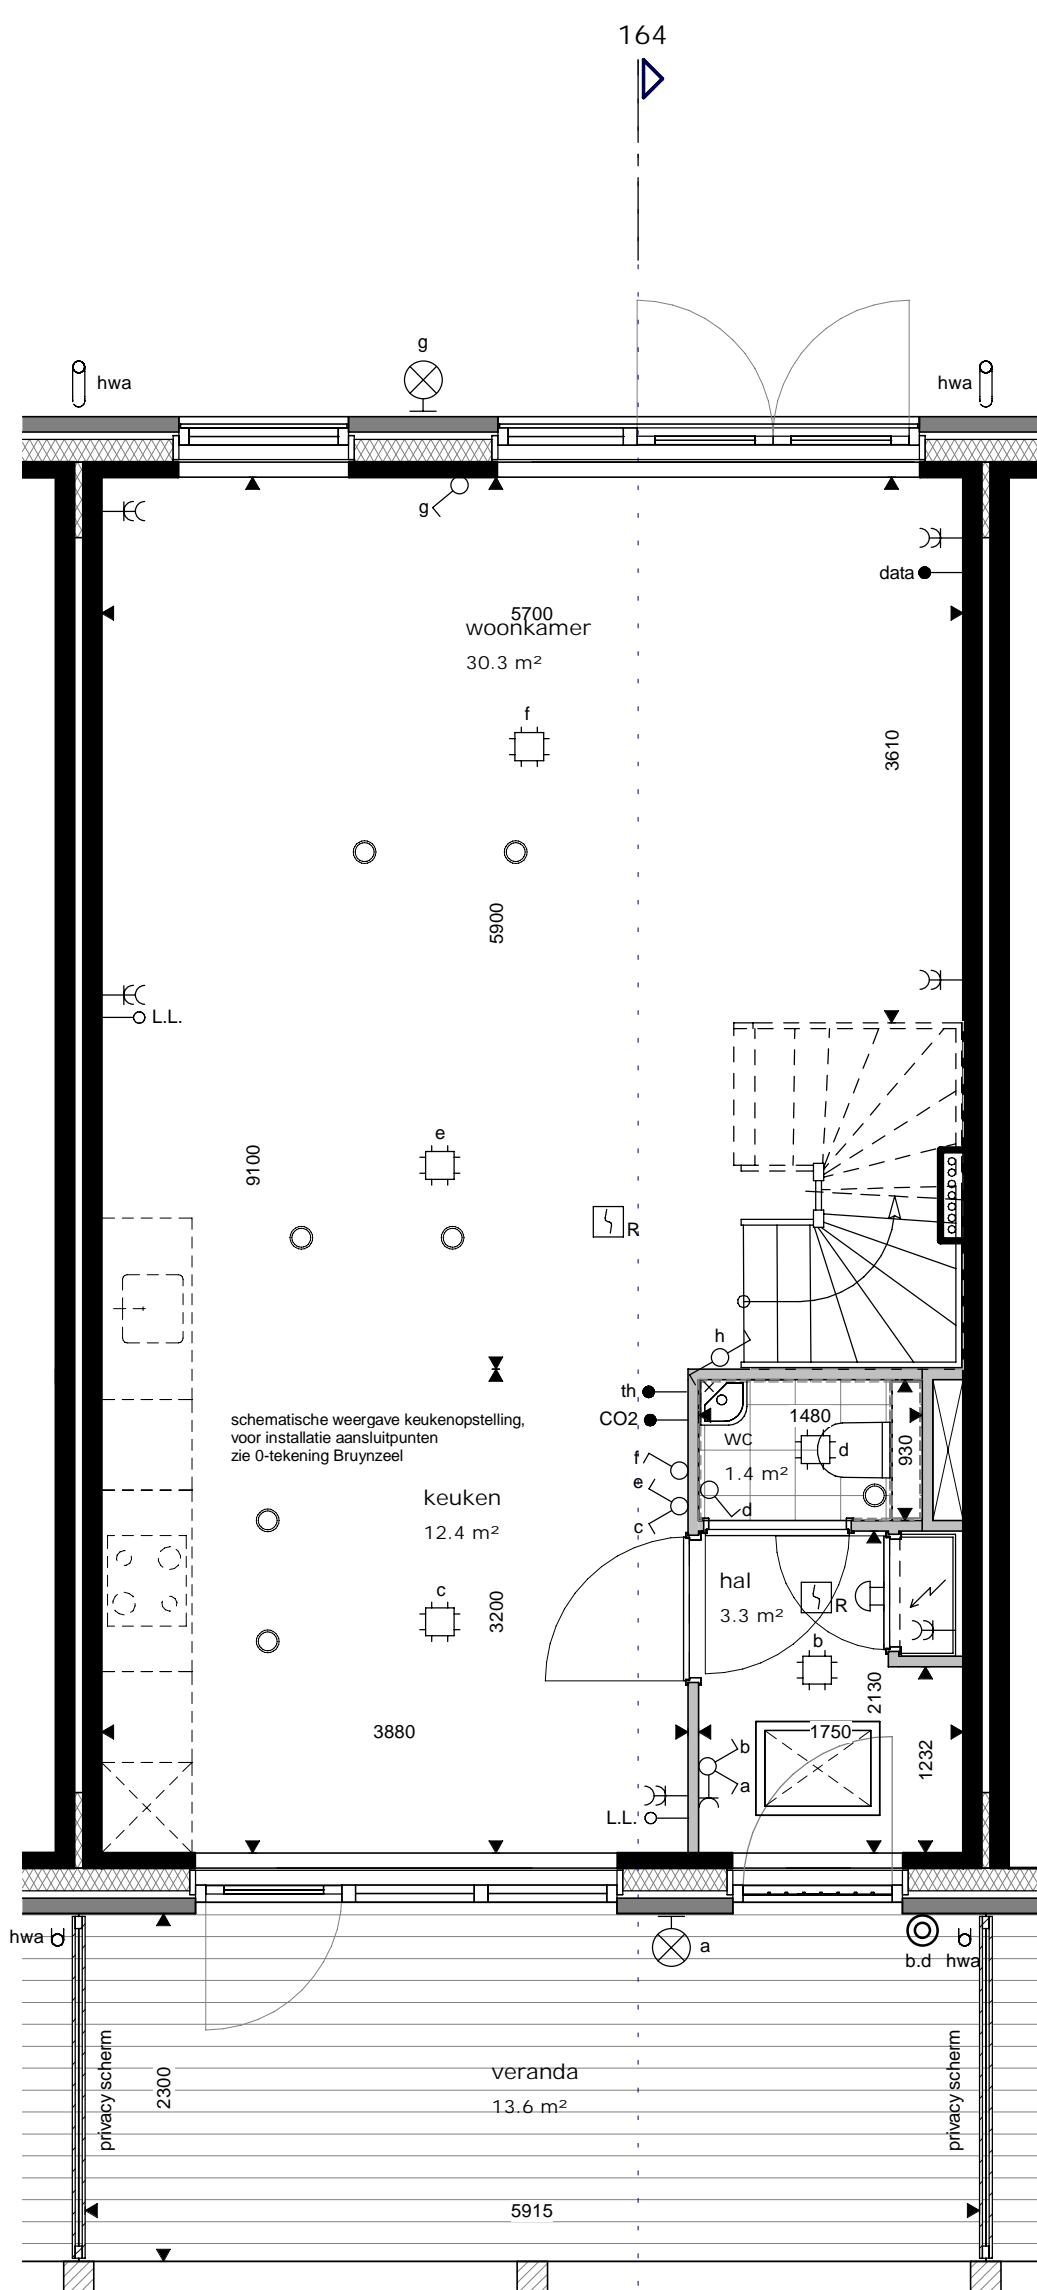 164
g
hwa
hwa
g
data
5700
woonkamer
30.3 m²
f
3610
5900
L.L.
e
9100
R
h
th
CO2
1480
wc
d
930
1.4 m²
schematische weergave keukenopstelling,
voor installatie aansluitpunten
zie 0-tekening Bruynzeel
f
e
d
c
keuken
12.4 m²
hal
3.3 m²
R
c
3200
b
2130
3880
1750
b
a
1232
L.L.
hwa
a
b.d
hwa
privacy scherm
2300
veranda
13.6 m²
privacy scherm
5915